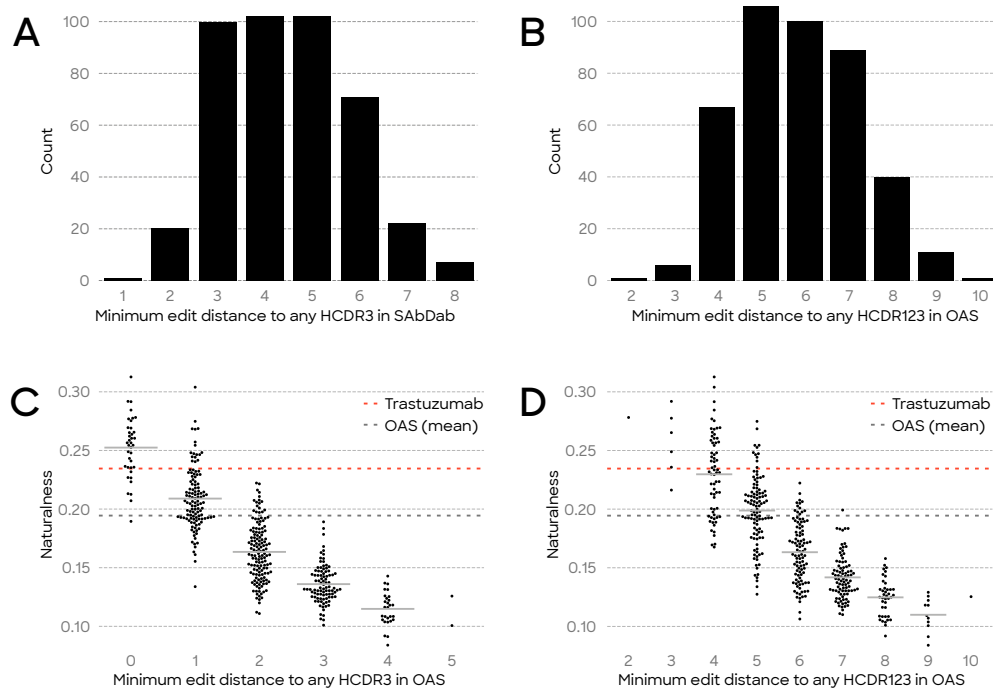 A
100
80
60
40
20
0
Count
1 2 3 4 5 6 7 8
Minimum edit distance to any HCDR3 in SAbDab
B
100
80
60
40
20
0
Count
2 3 4 5 6 7 8 9 10
Minimum edit distance to any HCDR123 in OAS
C
0.30
0.25
0.20
0.15
0.10
Naturalness
Trastuzumab
OAS (mean)
0 1 2 3 4 5
Minimum edit distance to any HCDR3 in OAS
D
0.30
0.25
0.20
0.15
0.10
Naturalness
Trastuzumab
OAS (mean)
2 3 4 5 6 7 8 9 10
Minimum edit distance to any HCDR123 in OAS